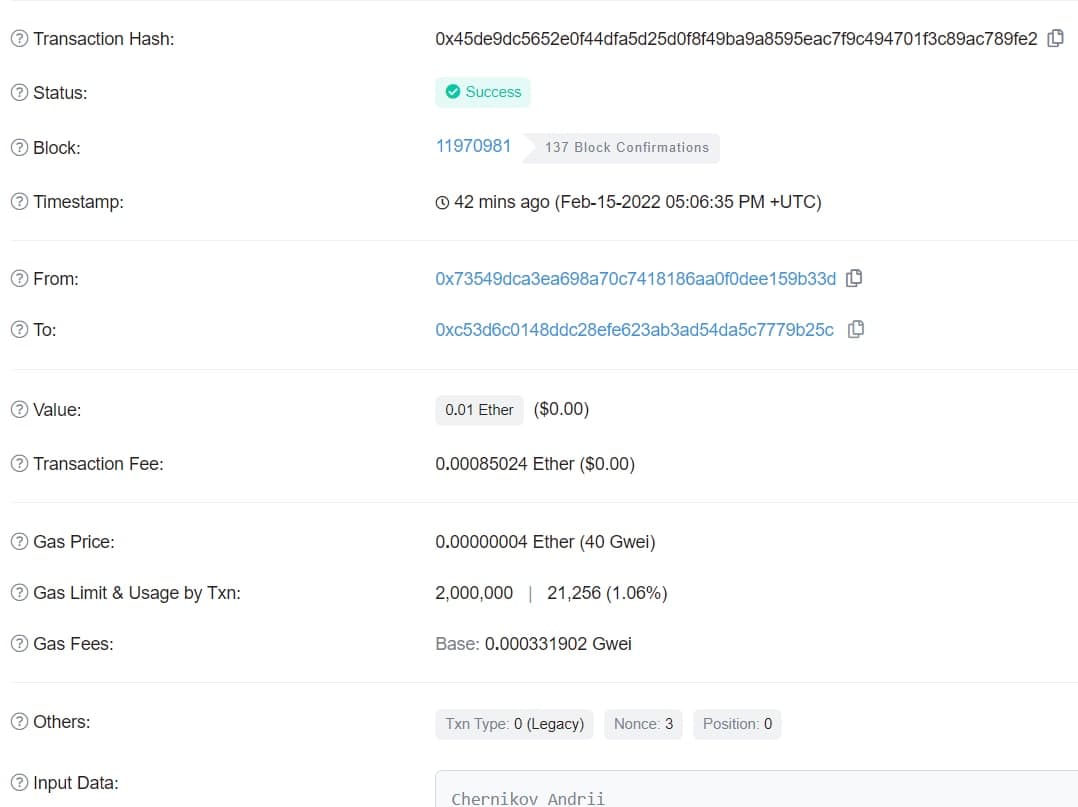 Transaction Hash: 0x45de9dc5652e0f44dfa5d25d0f8f49ba9a8595eac7f9c494701f3c89ac789fe2
Status: Success
Block: 11970981 137 Block Confirmations
Timestamp: 42 mins ago (Feb-15-2022 05:06:35 PM +UTC)
From: 0x73549dca3ea698a70c7418186aa0f0dee159b33d
To: 0xc53d6c0148ddc28efe623ab3ad54da5c7779b25c
Value: 0.01 Ether ($0.00)
Transaction Fee: 0.00085024 Ether ($0.00)
Gas Price: 0.00000004 Ether (40 Gwei)
Gas Limit & Usage by Txn: 2,000,000 | 21,256 (1.06%)
Gas Fees: Base: 0.000331902 Gwei
Others: Txn Type: 0 (Legacy) Nonce: 3 Position: 0
Input Data: Chernikov Andrii